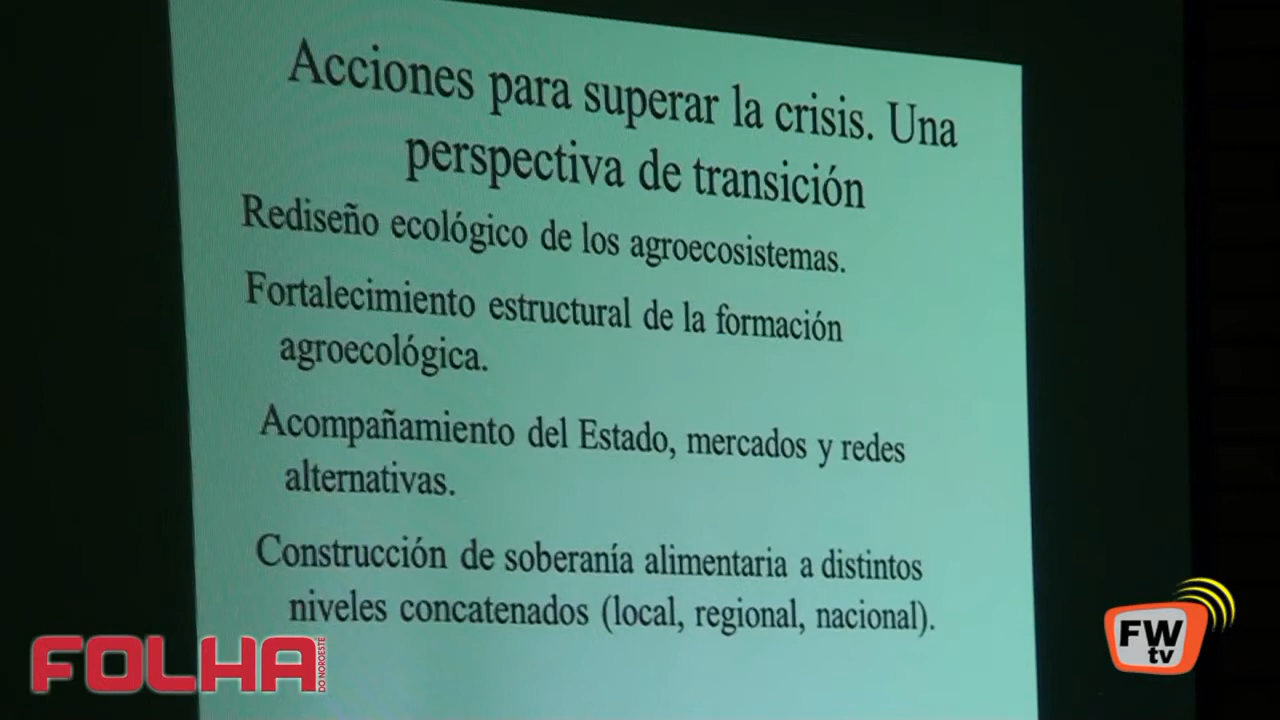 Acciones para superar la crisis. Una
perspectiva de transición
Rediseño ecológico de los agroecosistemas.
Fortalecimiento estructural de la formación
agroecológica.
Acompañamiento del Estado, mercados y redes
alternativas.
Construcción de soberanía alimentaria a distintos
niveles concatenados (local, regional, nacional).
FOLHA
DO NOROESTE
FW
tv